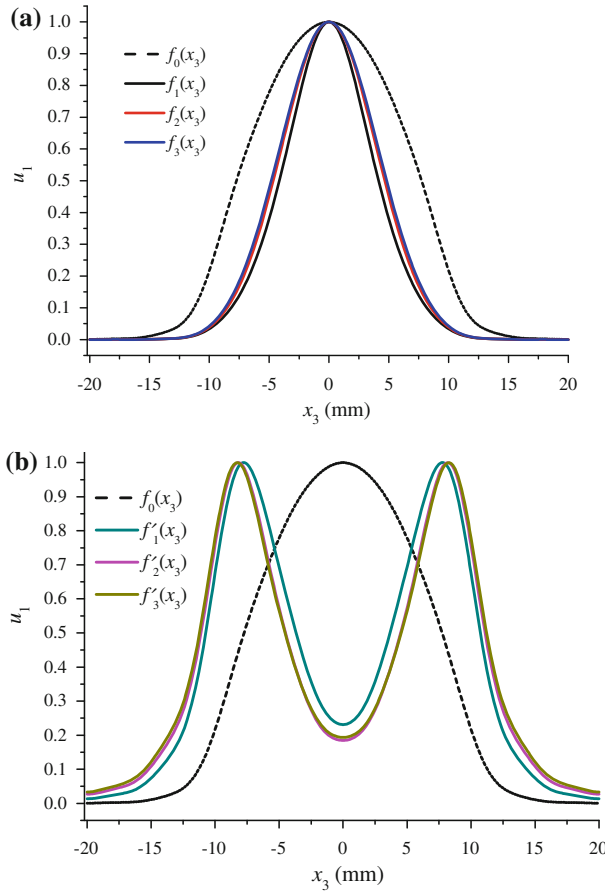 (a)
1.0
0.9
0.8
0.7
0.6
0.5
0.4
0.3
0.2
0.1
0.0
u₁
f₀(x₃)
f₁(x₃)
f₂(x₃)
f₃(x₃)
-20 -15 -10 -5 0 5 10 15 20
x₃ (mm)
(b)
1.0
0.9
0.8
0.7
0.6
0.5
0.4
0.3
0.2
0.1
0.0
u₁
f₀(x₃)
f′₁(x₃)
f′₂(x₃)
f′₃(x₃)
-20 -15 -10 -5 0 5 10 15 20
x₃ (mm)